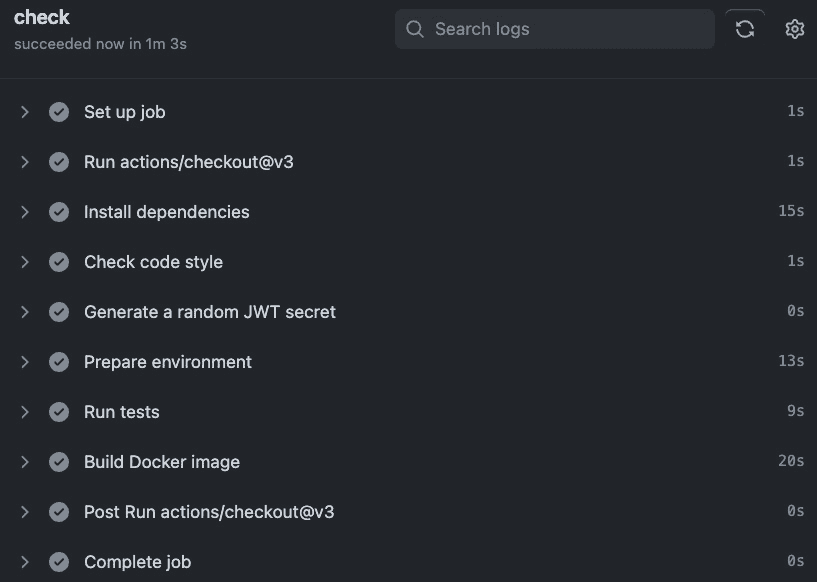 check
succeeded now in 1m 3s
Search logs
Set up job 1s
Run actions/checkout@v3 1s
Install dependencies 15s
Check code style 1s
Generate a random JWT secret 0s
Prepare environment 13s
Run tests 9s
Build Docker image 20s
Post Run actions/checkout@v3 0s
Complete job 0s